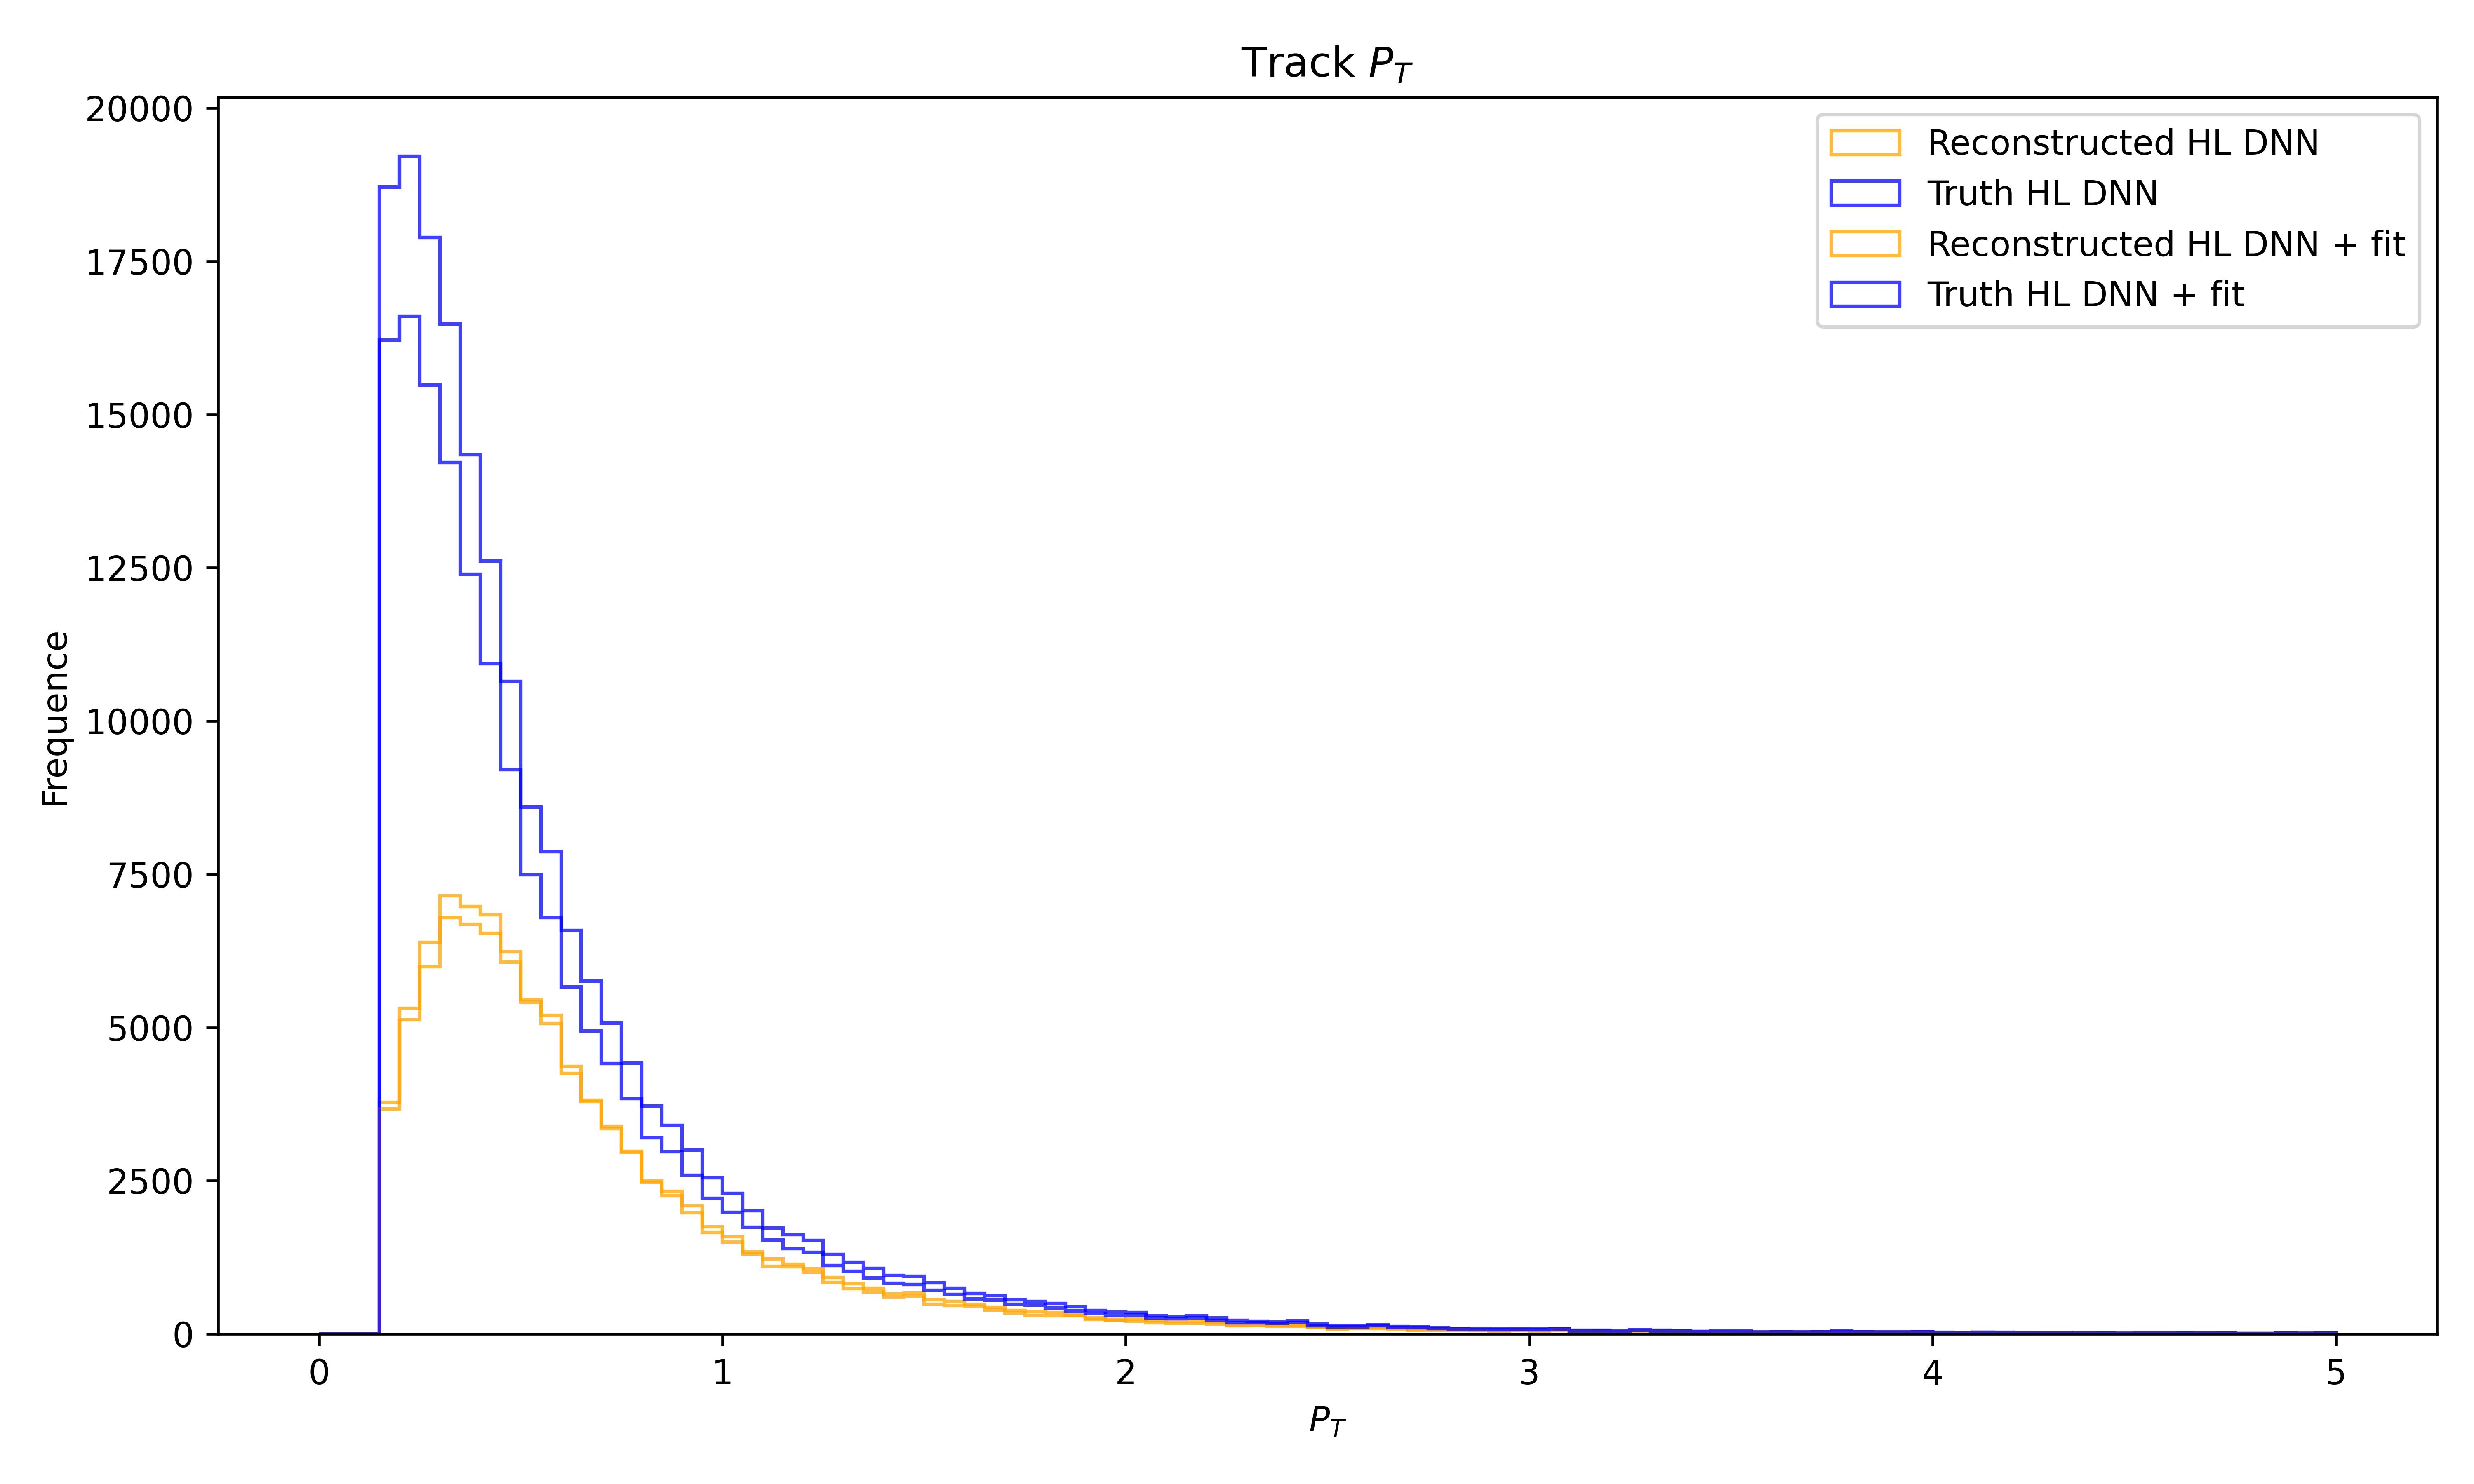 Track P_T
20000
17500
15000
12500
10000
7500
5000
2500
0
Frequence
Reconstructed HL DNN
Truth HL DNN
Reconstructed HL DNN + fit
Truth HL DNN + fit
0 1 2 3 4 5
P_T